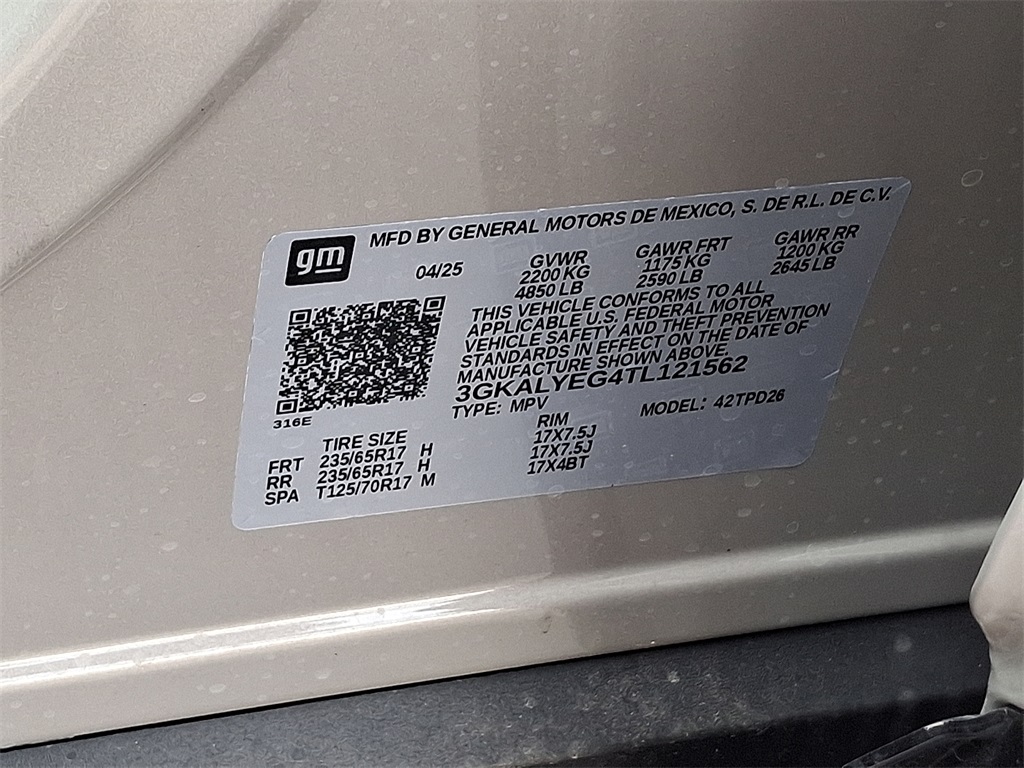 gm
MFD BY GENERAL MOTORS DE MEXICO, S. DE R.L. DE C.V.
04/25
GVWR
2200 KG
4850 LB
GAWR FRT
1175 KG
2590 LB
GAWR RR
1200 KG
2645 LB
THIS VEHICLE CONFORMS TO ALL
APPLICABLE U.S. FEDERAL MOTOR
VEHICLE SAFETY AND THEFT PREVENTION
STANDARDS IN EFFECT ON THE DATE OF
MANUFACTURE SHOWN ABOVE.
3GKALYEG4TL121562
TYPE: MPV
MODEL: 42TPD26
316E
TIRE SIZE
RIM
FRT 235/65R17 H 17X7.5J
RR 235/65R17 H 17X7.5J
SPA T125/70R17 M 17X4BT